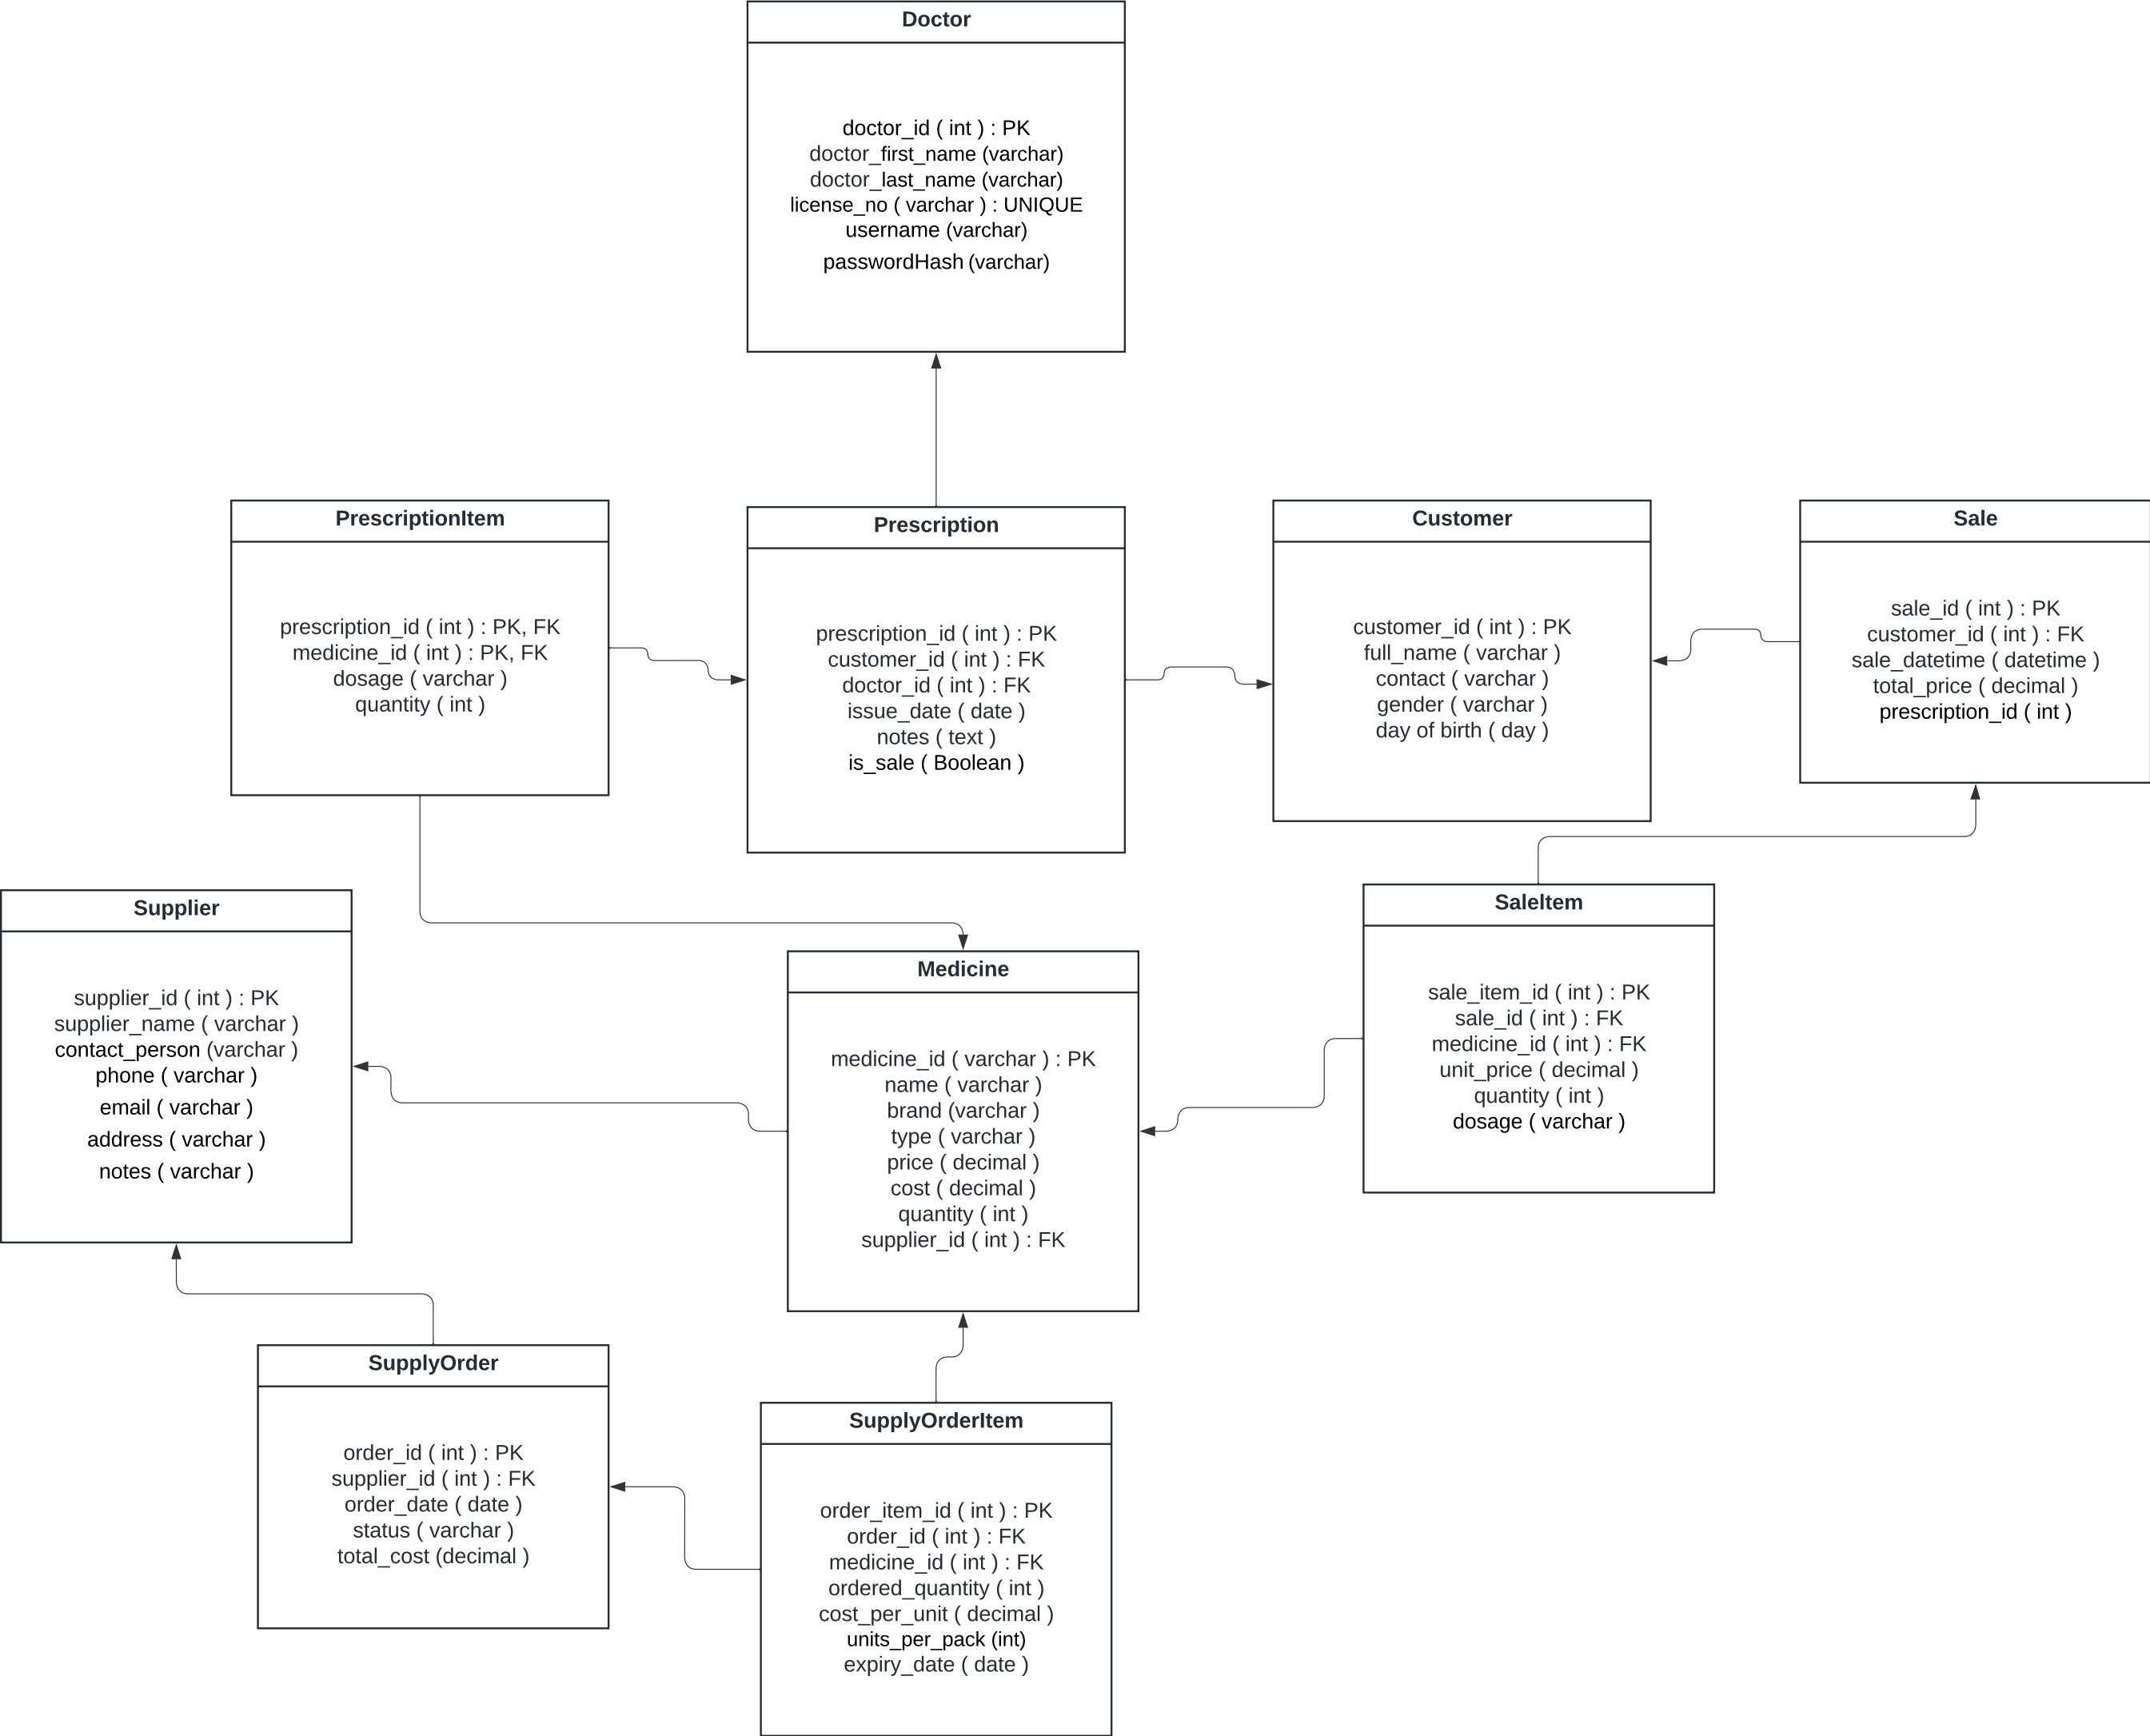 Doctor
doctor_id ( int ) : PK
doctor_first_name (varchar)
doctor_last_name (varchar)
license_no ( varchar ) : UNIQUE
username (varchar)
passwordHash (varchar)
PrescriptionItem
prescription_id ( int ) : PK, FK
medicine_id ( int ) : PK, FK
dosage ( varchar )
quantity ( int )
Prescription
prescription_id ( int ) : PK
customer_id ( int ) : FK
doctor_id ( int ) : FK
issue_date ( date )
notes ( text )
is_sale ( Boolean )
Customer
customer_id ( int ) : PK
full_name ( varchar )
contact ( varchar )
gender ( varchar )
day of birth ( day )
Sale
sale_id ( int ) : PK
customer_id ( int ) : FK
sale_datetime ( datetime )
total_price ( decimal )
prescription_id ( int )
Supplier
supplier_id ( int ) : PK
supplier_name ( varchar )
contact_person (varchar )
phone ( varchar )
email ( varchar )
address ( varchar )
notes ( varchar )
Medicine
medicine_id ( varchar ) : PK
name ( varchar )
brand (varchar )
type ( varchar )
price ( decimal )
cost ( decimal )
quantity ( int )
supplier_id ( int ) : FK
SaleItem
sale_item_id ( int ) : PK
sale_id ( int ) : FK
medicine_id ( int ) : FK
unit_price ( decimal )
quantity ( int )
dosage ( varchar )
SupplyOrder
order_id ( int ) : PK
supplier_id ( int ) : FK
order_date ( date )
status ( varchar )
total_cost (decimal )
SupplyOrderItem
order_item_id ( int ) : PK
order_id ( int ) : FK
medicine_id ( int ) : FK
ordered_quantity ( int )
cost_per_unit ( decimal )
units_per_pack (int)
expiry_date ( date )